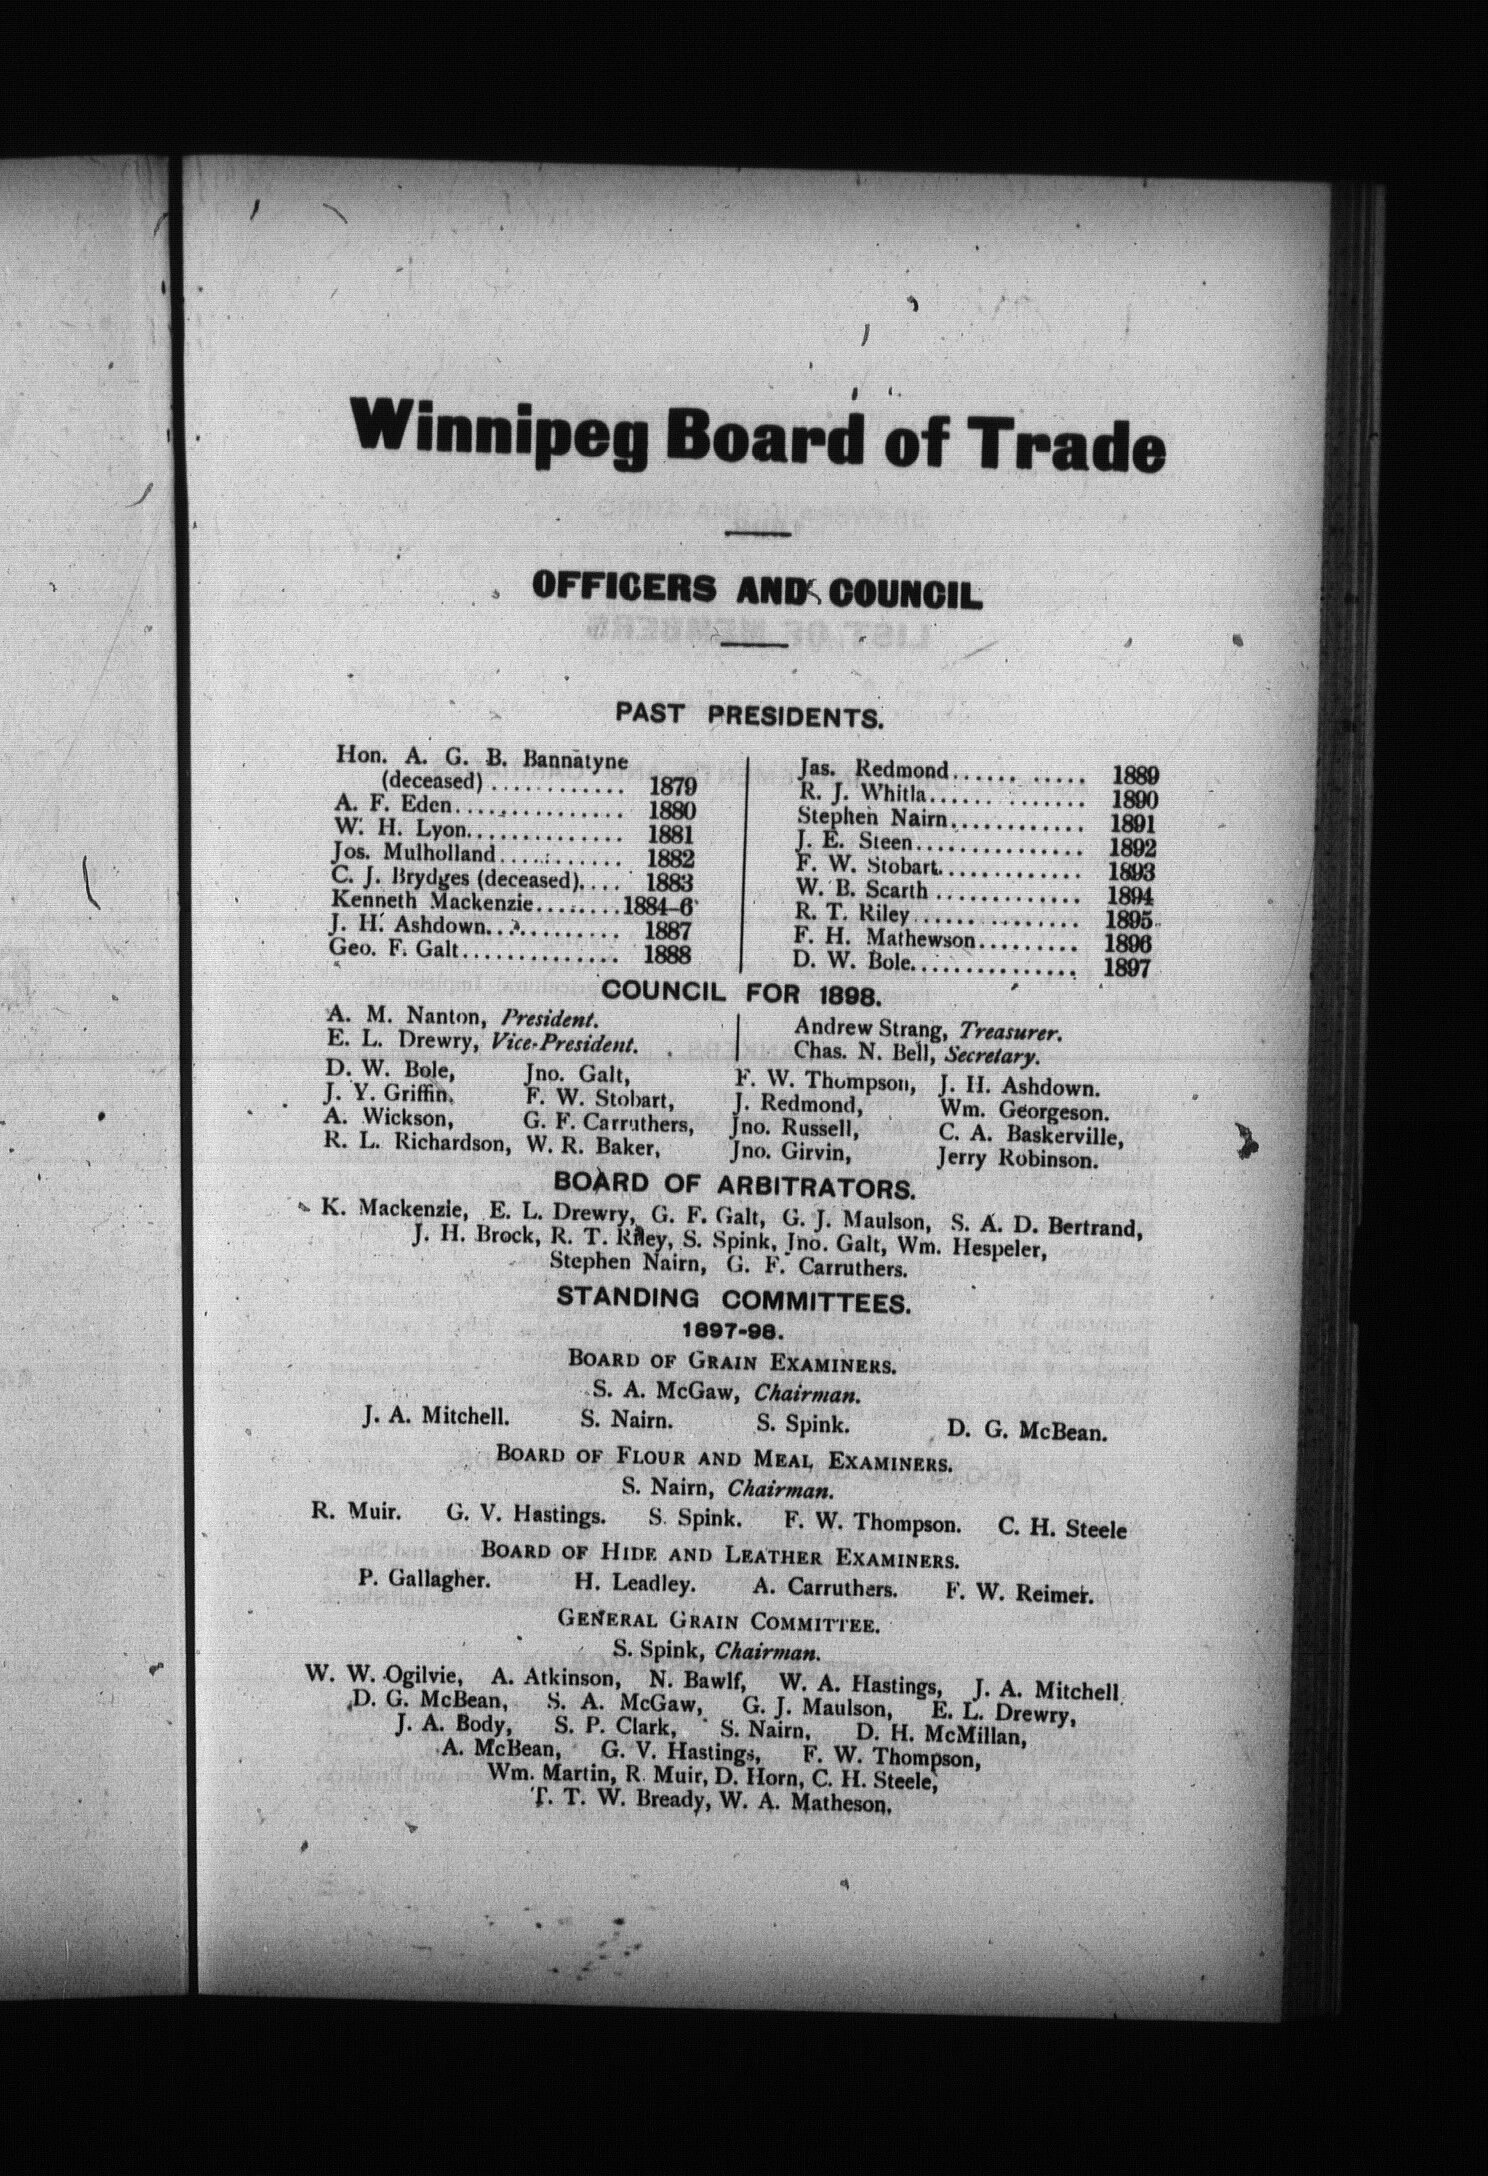 Winnipeg Board of Trade
OFFICERS AND COUNCIL
PAST PRESIDENTS.
Hon. A. G. B. Bannatyne
(deceased) ............ 1879
A. F. Eden............... 1880
W. H. Lyon.............. 1881
Jos. Mulholland........... 1882
C. J. Brydges (deceased).... 1883
Kenneth Mackenzie........1884-6
J. H. Ashdown............ 1887
Geo. F. Galt.............. 1888
Jas. Redmond...... ..... 1889
R. J. Whitla.............. 1890
Stephen Nairn............ 1891
J. E. Steen............... 1892
F. W. Stobart............. 1893
W. B. Scarth ............. 1894
R. T. Riley............... 1895
F. H. Mathewson......... 1896
D. W. Bole............... 1897
COUNCIL FOR 1898.
A. M. Nanton, President.
E. L. Drewry, Vice-President.
Andrew Strang, Treasurer.
Chas. N. Bell, Secretary.
D. W. Bole, Jno. Galt, F. W. Thompson, J. H. Ashdown.
J. Y. Griffin, F. W. Stobart, J. Redmond, Wm. Georgeson.
A. Wickson, G. F. Carruthers, Jno. Russell, C. A. Baskerville,
R. L. Richardson, W. R. Baker, Jno. Girvin, Jerry Robinson.
BOARD OF ARBITRATORS.
K. Mackenzie, E. L. Drewry, G. F. Galt, G. J. Maulson, S. A. D. Bertrand,
J. H. Brock, R. T. Riley, S. Spink, Jno. Galt, Wm. Hespeler,
Stephen Nairn, G. F. Carruthers.
STANDING COMMITTEES.
1897-98.
BOARD OF GRAIN EXAMINERS.
S. A. McGaw, Chairman.
J. A. Mitchell. S. Nairn. S. Spink. D. G. McBean.
BOARD OF FLOUR AND MEAL EXAMINERS.
S. Nairn, Chairman.
R. Muir. G. V. Hastings. S. Spink. F. W. Thompson. C. H. Steele
BOARD OF HIDE AND LEATHER EXAMINERS.
P. Gallagher. H. Leadley. A. Carruthers. F. W. Reimer.
GENERAL GRAIN COMMITTEE.
S. Spink, Chairman.
W. W. Ogilvie, A. Atkinson, N. Bawlf, W. A. Hastings, J. A. Mitchell
D. G. McBean, S. A. McGaw, G. J. Maulson, E. L. Drewry,
J. A. Body, S. P. Clark, S. Nairn, D. H. McMillan,
A. McBean, G. V. Hastings, F. W. Thompson,
Wm. Martin, R. Muir, D. Horn, C. H. Steele,
T. T. W. Bready, W. A. Matheson.